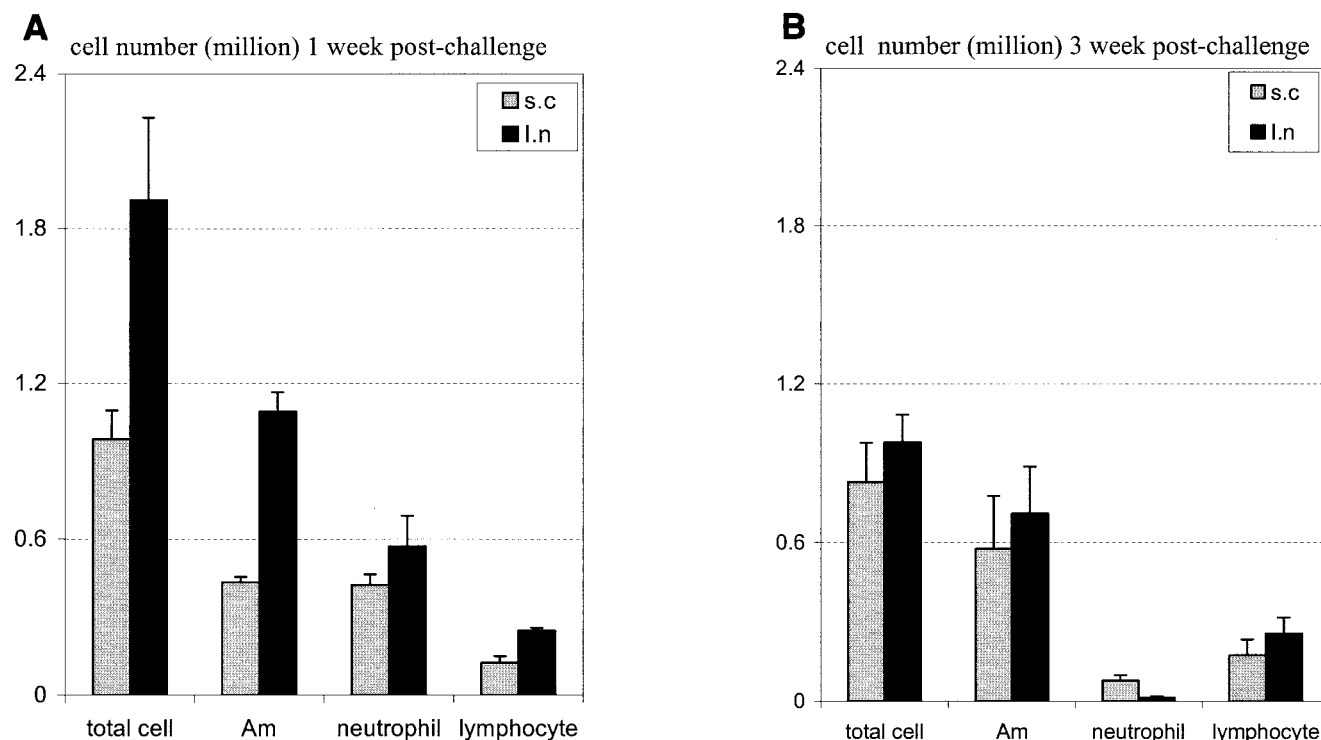 A
cell number (million) 1 week post-challenge
2.4
1.8
1.2
0.6
0
s.c
I.n
total cell Am neutrophil lymphocyte
B
cell number (million) 3 week post-challenge
2.4
1.8
1.2
0.6
0
s.c
I.n
total cell Am neutrophil lymphocyte